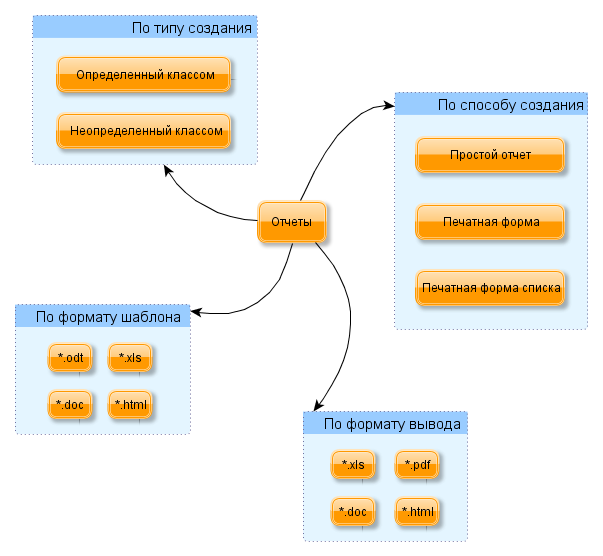 По типу создания
Определенный классом
Неопределенный классом
По способу создания
Простой отчет
Печатная форма
Печатная форма списка
Отчеты
По формату шаблона
*.odt
*.xls
*.doc
*.html
По формату вывода
*.xls
*.pdf
*.doc
*.html